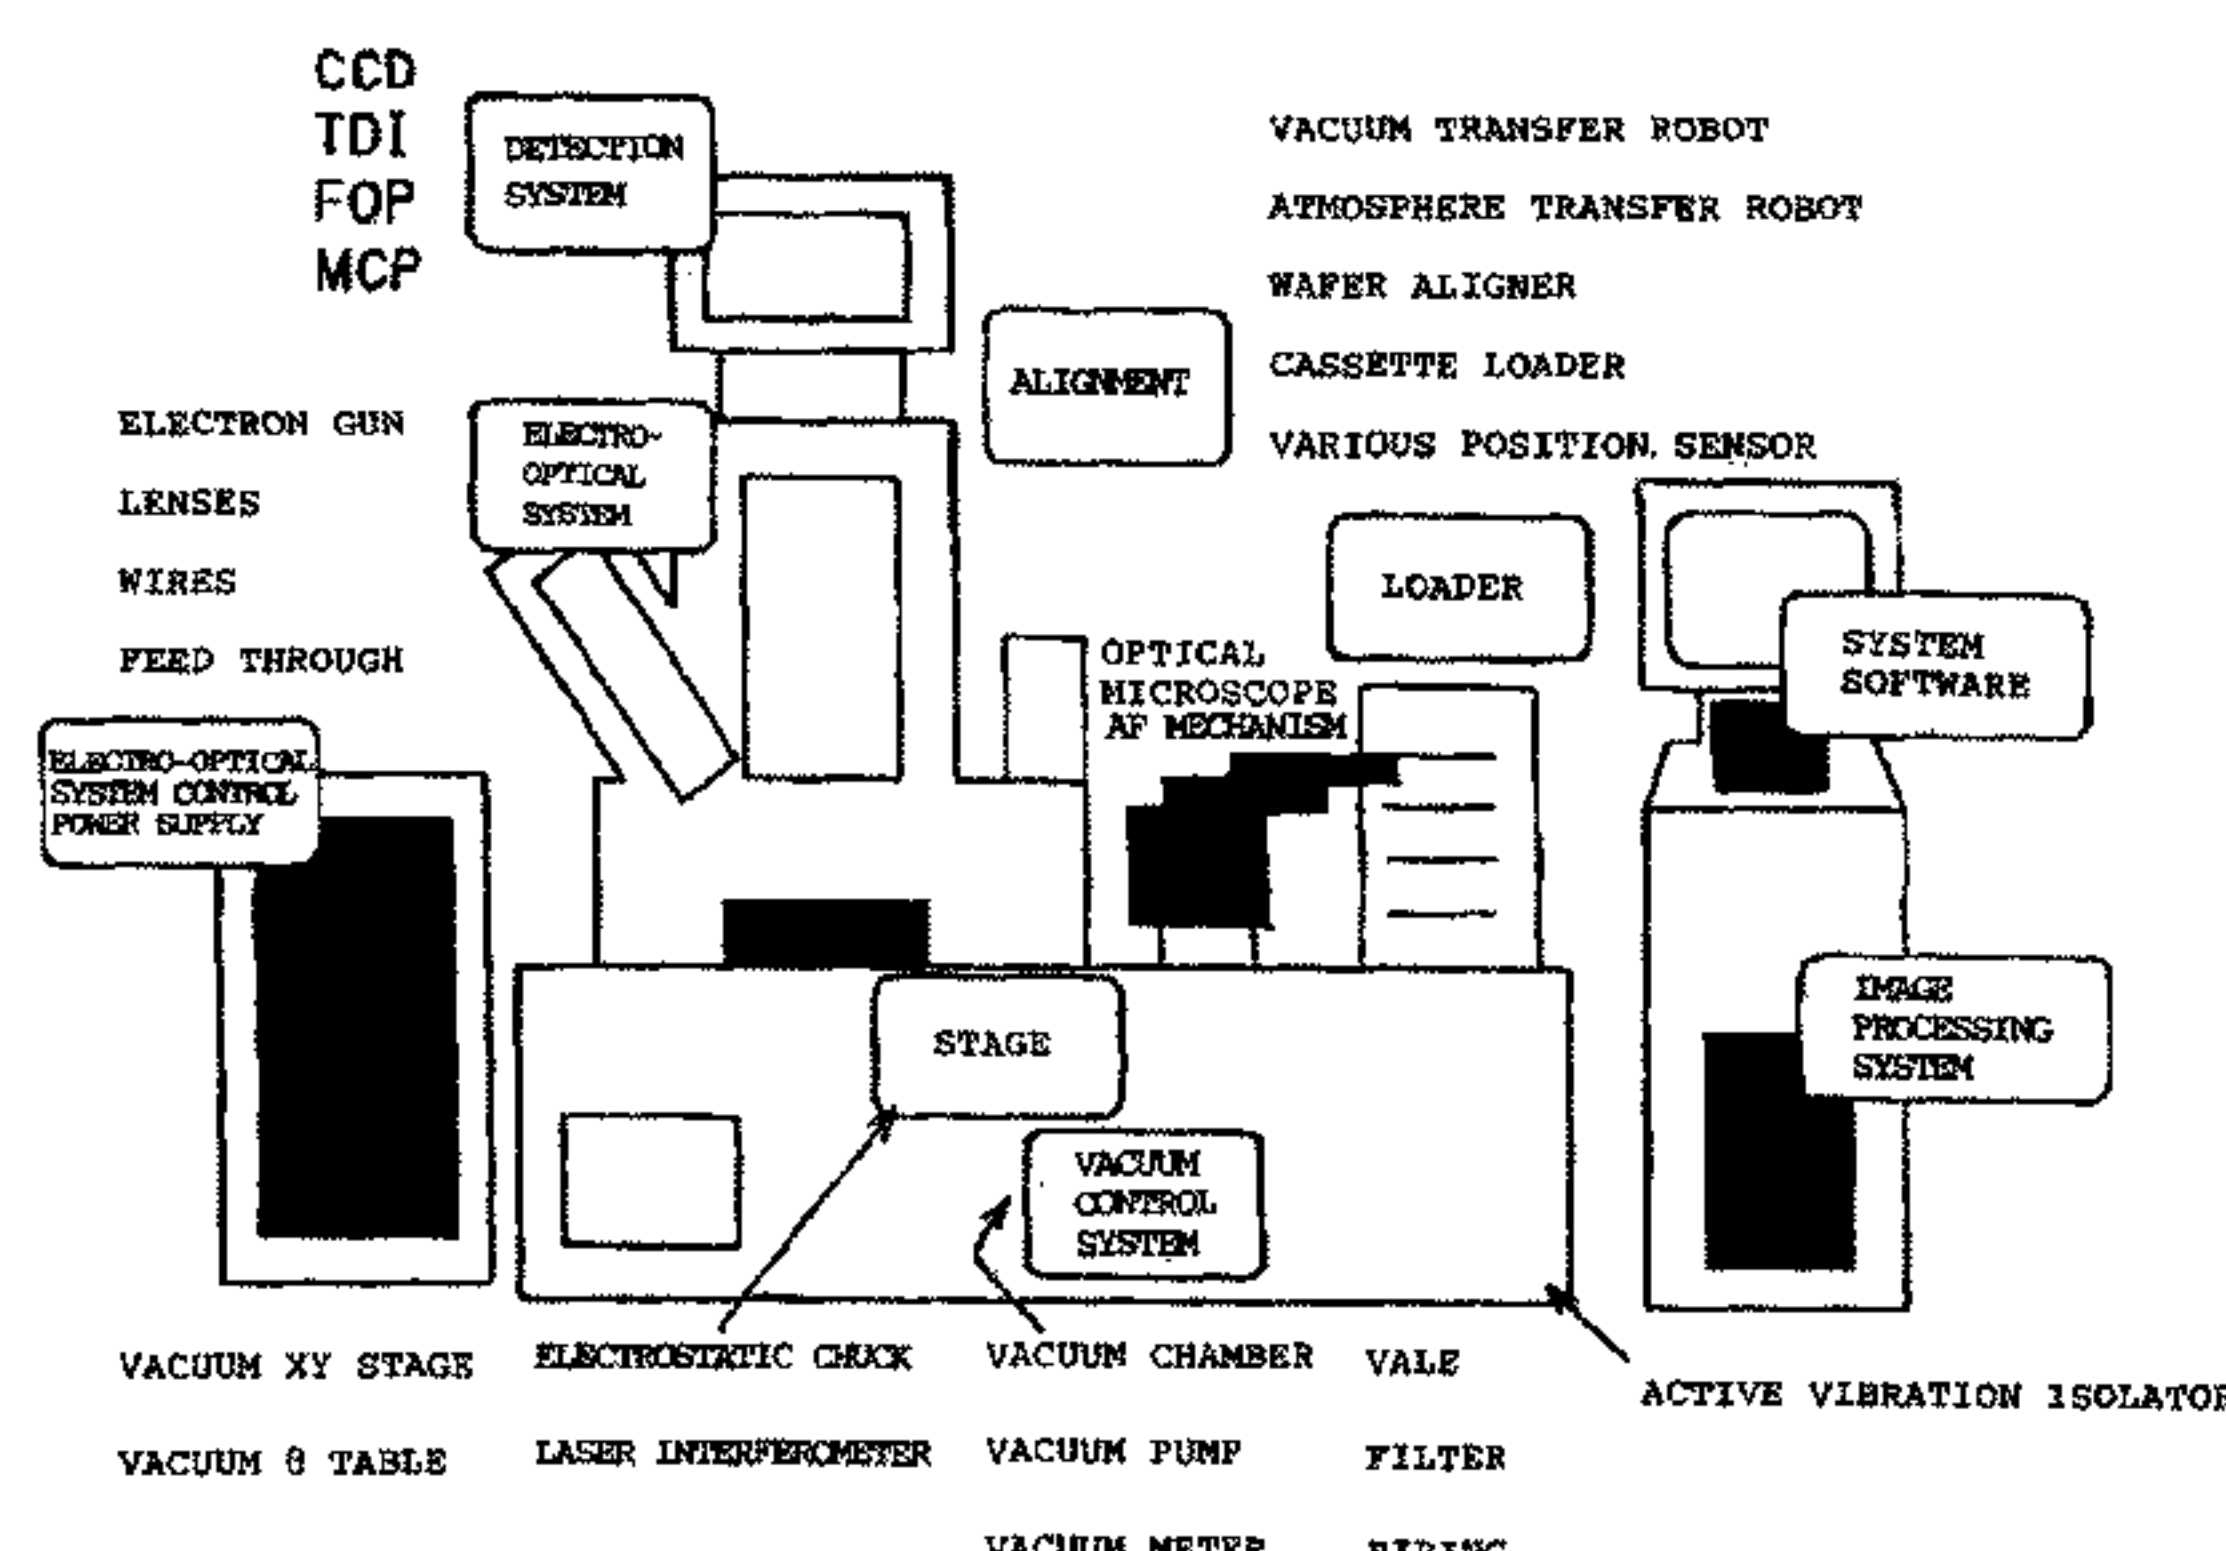 CCD
TDI
FOP
MCP
DETECTION
SYSTEM
VACUUM TRANSFER ROBOT
ATMOSPHERE TRANSFER ROBOT
WAFER ALIGNER
CASSETTE LOADER
VARIOUS POSITION SENSOR
ALIGNMENT
ELECTRON GUN
LENSES
WIRES
FEED THROUGH
ELECTRO-
OPTICAL
SYSTEM
LOADER
SYSTEM
SOFTWARE
OPTICAL
MICROSCOPE
AF MECHANISM
ELECTRO-OPTICAL
SYSTEM CONTROL
POWER SUPPLY
STAGE
IMAGE
PROCESSING
SYSTEM
VACUUM
CONTROL
SYSTEM
VACUUM XY STAGE
VACUUM θ TABLE
ELECTROSTATIC CHUCK
LASER INTERFEROMETER
VACUUM CHAMBER
VACUUM PUMP
VACUUM METER
VALE
FILTER
ACTIVE VIBRATION ISOLATOR